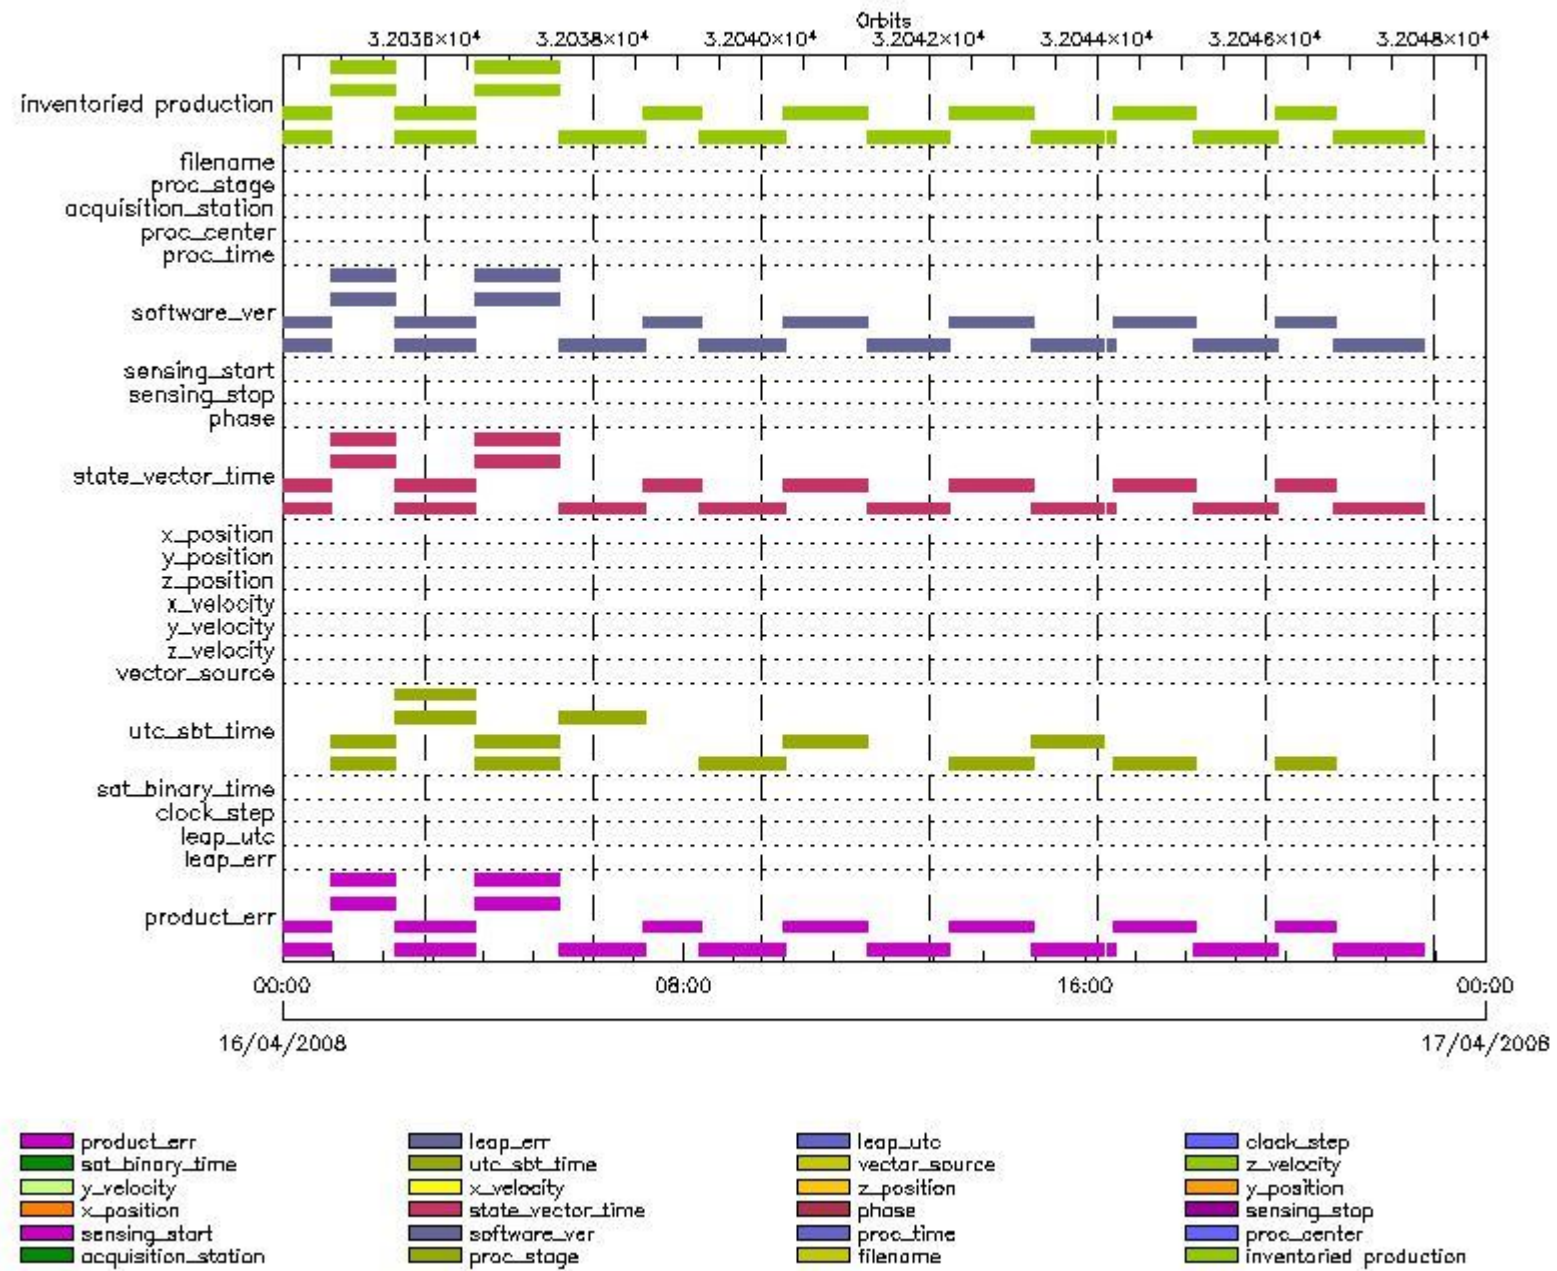 Orbits
3.2036×10⁴ 3.2038×10⁴ 3.2040×10⁴ 3.2042×10⁴ 3.2044×10⁴ 3.2046×10⁴ 3.2048×10⁴
inventoried production
filename
proc_stage
acquisition_station
proc_center
proc_time
software_ver
sensing_start
sensing_stop
phase
state_vector_time
x_position
y_position
z_position
x_velocity
y_velocity
z_velocity
vector_source
utc_sbt_time
sat_binary_time
clock_step
leap_utc
leap_err
product_err
00:00 08:00 16:00 00:00
16/04/2008 17/04/2008
product_err leap_err leap_utc clock_step
sat_binary_time utc_sbt_time vector_source z_velocity
y_velocity x_velocity z_position y_position
x_position state_vector_time phase sensing_stop
sensing_start software_ver proc_time proc_center
acquisition_station proc_stage filename inventoried production